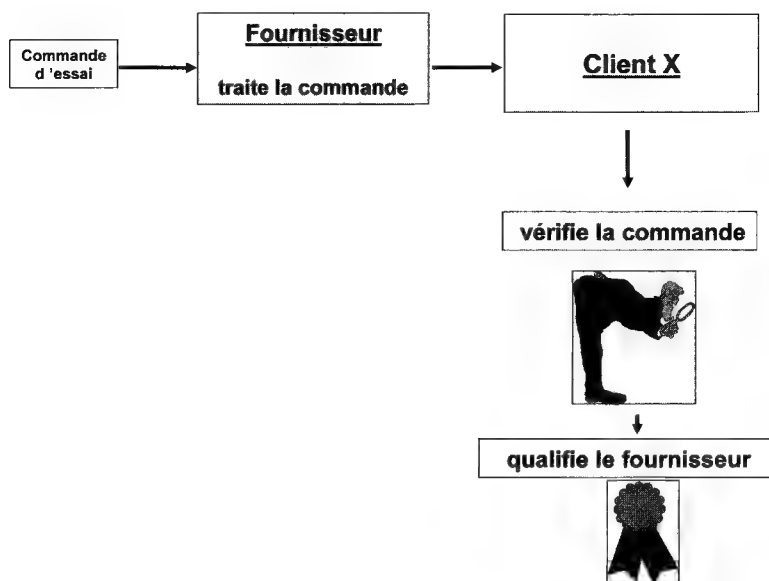 Commande
d 'essai
Fournisseur
traite la commande
Client X
vérifie la commande
qualifie le fournisseur